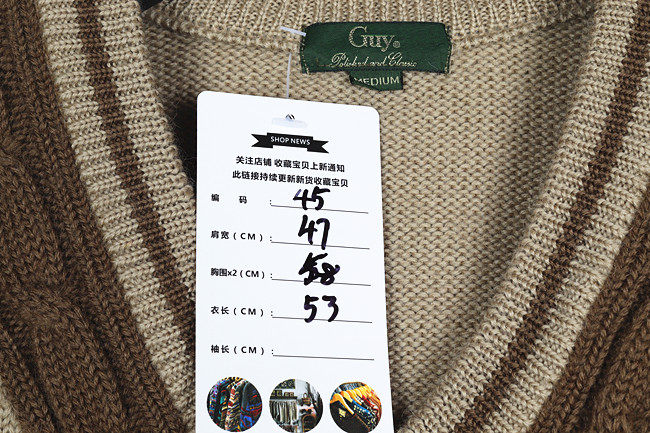 Guy®
Polished and Classic
MEDIUM
SHOP NEWS
关注店铺 收藏宝贝上新通知
此链接持续更新新货收藏宝贝
编 码 : 45
肩宽(CM): 47
胸围x2(CM): 58
衣长(CM): 53
袖长(CM):